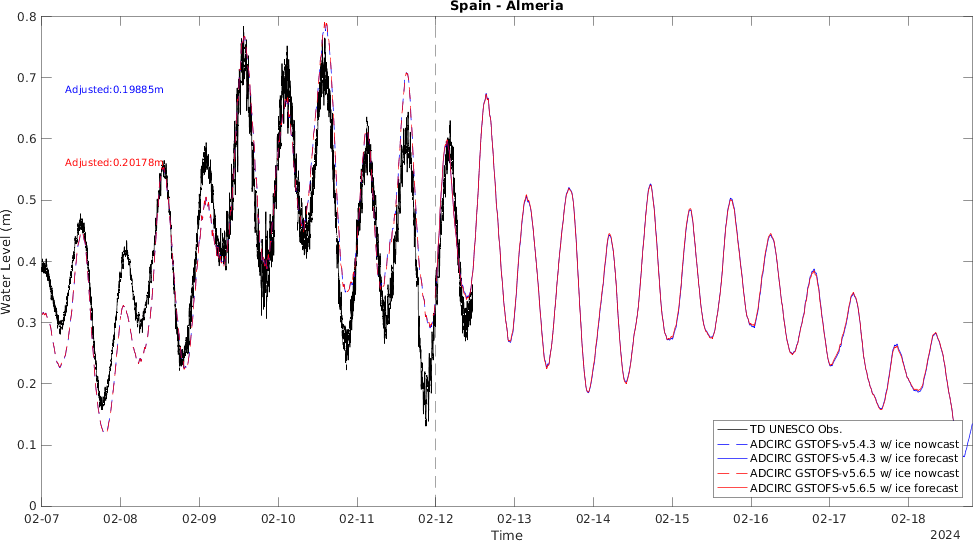 Spain - Almeria
0.8
0.7
0.6
0.5
0.4
0.3
0.2
0.1
0
Water Level (m)
Adjusted:0.19885m
Adjusted:0.20178m
TD UNESCO Obs.
ADCIRC GSTOFS-v5.4.3 w/ ice nowcast
ADCIRC GSTOFS-v5.4.3 w/ ice forecast
ADCIRC GSTOFS-v5.6.5 w/ ice nowcast
ADCIRC GSTOFS-v5.6.5 w/ ice forecast
02-07 02-08 02-09 02-10 02-11 02-12 02-13 02-14 02-15 02-16 02-17 02-18
Time
2024